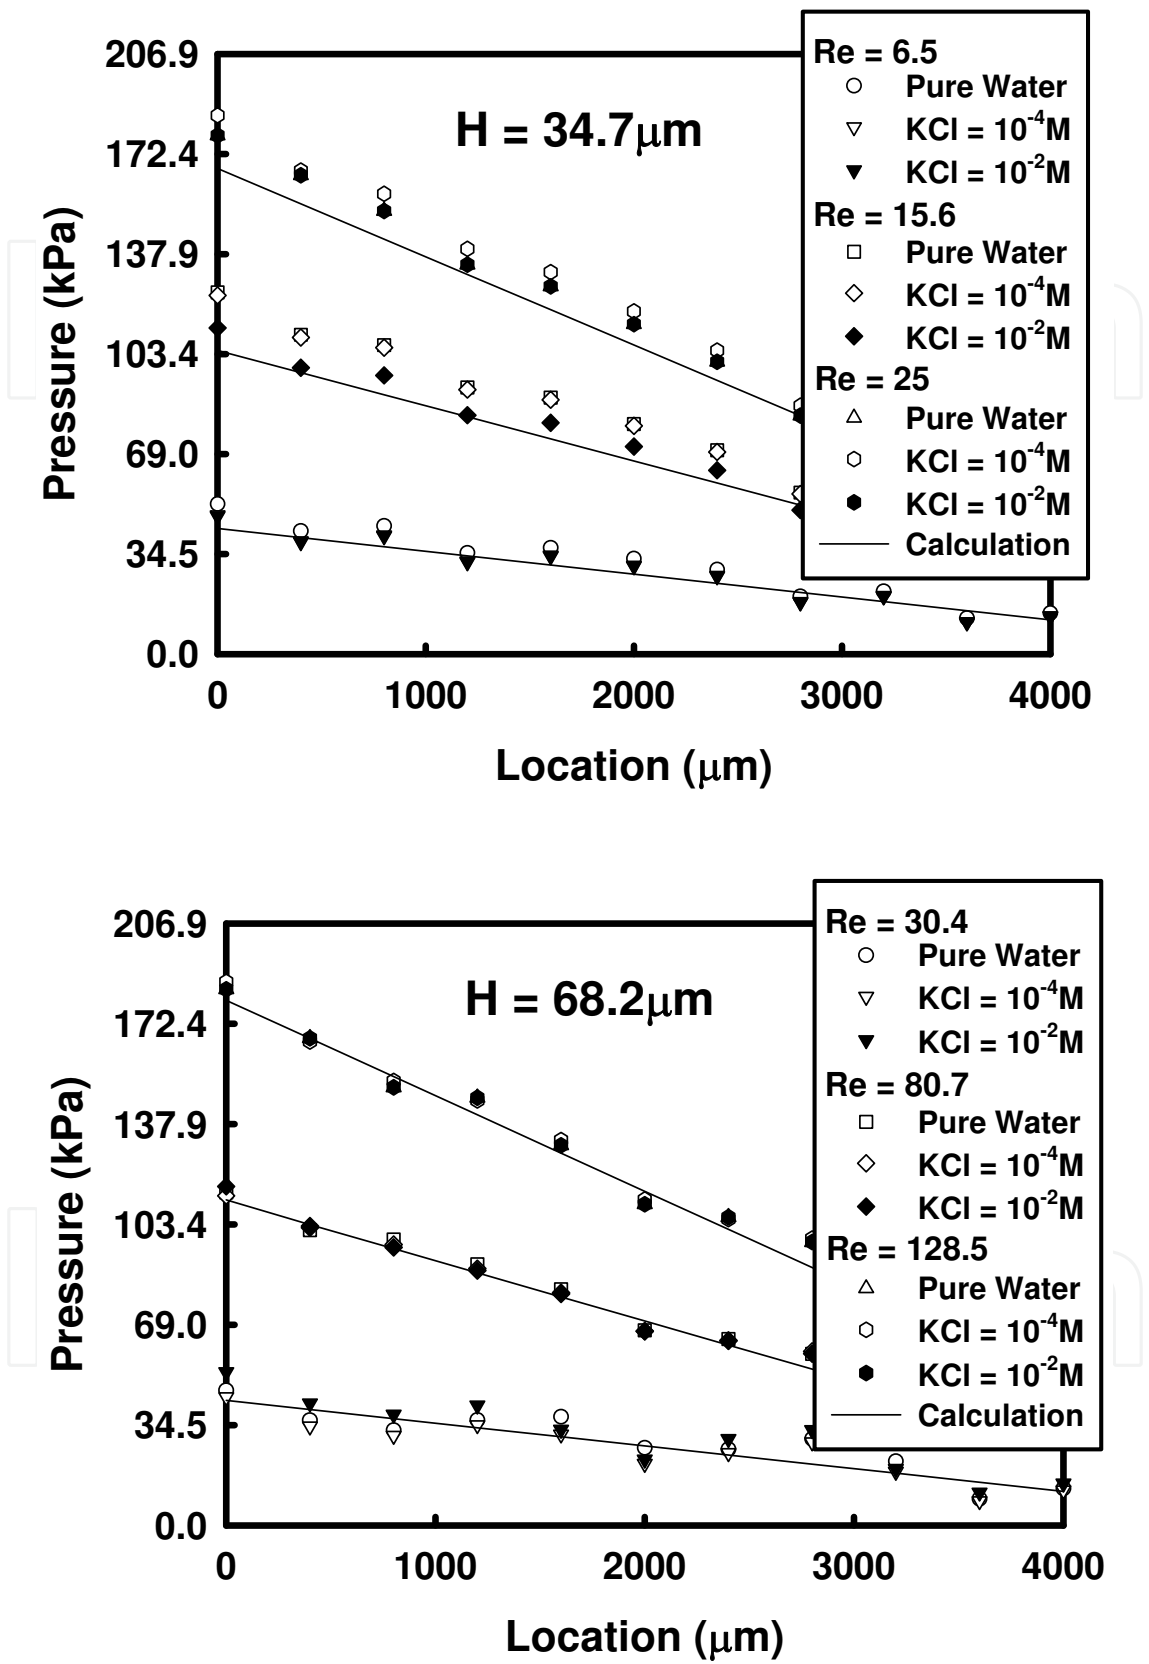 206.9
172.4
137.9
103.4
69.0
34.5
0.0
Pressure (kPa)
H = 34.7μm
Re = 6.5
Pure Water
KCl = 10⁻⁴M
KCl = 10⁻²M
Re = 15.6
Pure Water
KCl = 10⁻⁴M
KCl = 10⁻²M
Re = 25
Pure Water
KCl = 10⁻⁴M
KCl = 10⁻²M
Calculation
0 1000 2000 3000 4000
Location (μm)
206.9
172.4
137.9
103.4
69.0
34.5
0.0
Pressure (kPa)
H = 68.2μm
Re = 30.4
Pure Water
KCl = 10⁻⁴M
KCl = 10⁻²M
Re = 80.7
Pure Water
KCl = 10⁻⁴M
KCl = 10⁻²M
Re = 128.5
Pure Water
KCl = 10⁻⁴M
KCl = 10⁻²M
Calculation
0 1000 2000 3000 4000
Location (μm)